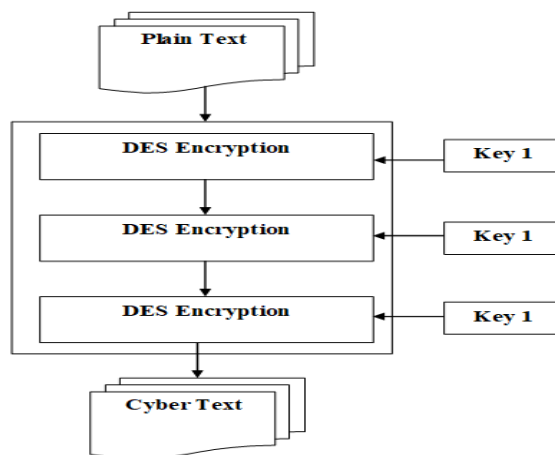 Plain Text
DES Encryption
Key 1
DES Encryption
Key 1
DES Encryption
Key 1
Cyber Text